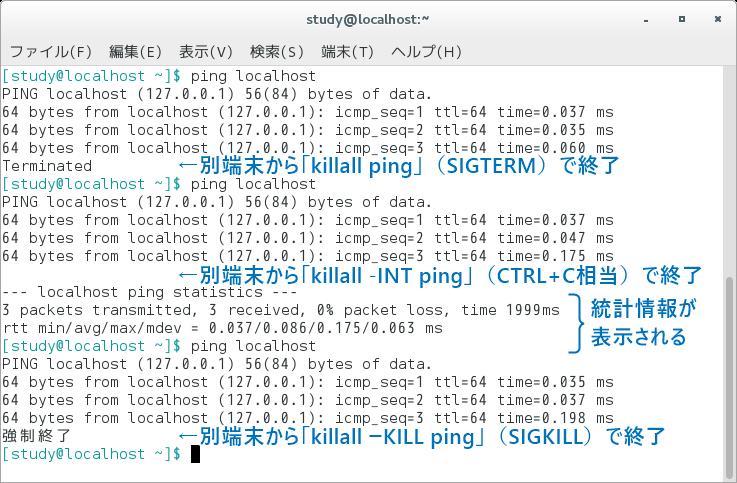 study@localhost:~
ファイル(F) 編集(E) 表示(V) 検索(S) 端末(T) ヘルプ(H)
[study@localhost ~]$ ping localhost
PING localhost (127.0.0.1) 56(84) bytes of data.
64 bytes from localhost (127.0.0.1): icmp_seq=1 ttl=64 time=0.037 ms
64 bytes from localhost (127.0.0.1): icmp_seq=2 ttl=64 time=0.035 ms
64 bytes from localhost (127.0.0.1): icmp_seq=3 ttl=64 time=0.060 ms
Terminated ←別端末から「killall ping」（SIGTERM）で終了
[study@localhost ~]$ ping localhost
PING localhost (127.0.0.1) 56(84) bytes of data.
64 bytes from localhost (127.0.0.1): icmp_seq=1 ttl=64 time=0.037 ms
64 bytes from localhost (127.0.0.1): icmp_seq=2 ttl=64 time=0.047 ms
64 bytes from localhost (127.0.0.1): icmp_seq=3 ttl=64 time=0.175 ms
←別端末から「killall -INT ping」（CTRL+C相当）で終了
--- localhost ping statistics ---
3 packets transmitted, 3 received, 0% packet loss, time 1999ms
rtt min/avg/max/mdev = 0.037/0.086/0.175/0.063 ms
統計情報が
表示される
[study@localhost ~]$ ping localhost
PING localhost (127.0.0.1) 56(84) bytes of data.
64 bytes from localhost (127.0.0.1): icmp_seq=1 ttl=64 time=0.035 ms
64 bytes from localhost (127.0.0.1): icmp_seq=2 ttl=64 time=0.037 ms
64 bytes from localhost (127.0.0.1): icmp_seq=3 ttl=64 time=0.198 ms
強制終了 ←別端末から「killall –KILL ping」（SIGKILL）で終了
[study@localhost ~]$